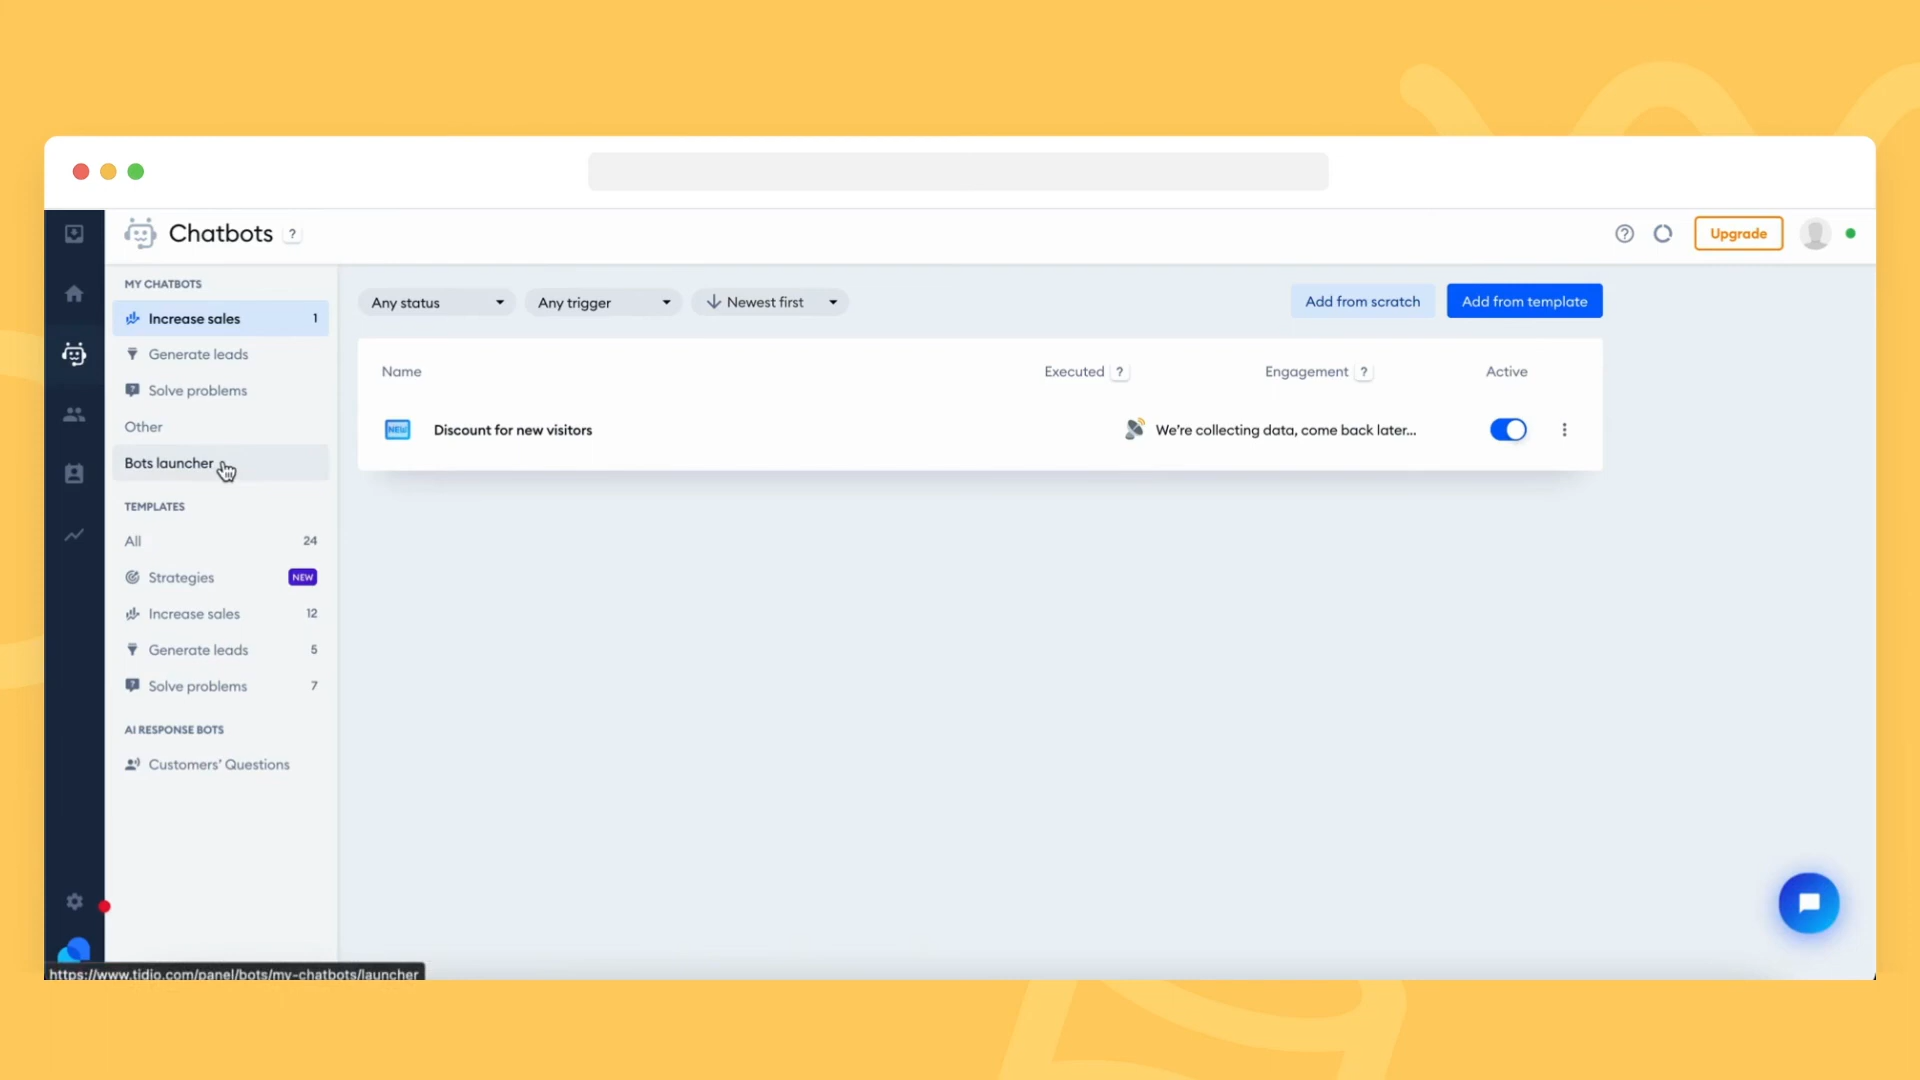 Chatbots ?
Upgrade
MY CHATBOTS
Increase sales 1
Generate leads
Solve problems
Other
Bots launcher
TEMPLATES
All 24
Strategies NEW
Increase sales 12
Generate leads 5
Solve problems 7
AI RESPONSE BOTS
Customers' Questions
Any status
Any trigger
Newest first
Add from scratch
Add from template
Name
Executed ?
Engagement ?
Active
NEW
Discount for new visitors
We're collecting data, come back later...
https://www.tidio.com/panel/bots/my-chatbots/launcher